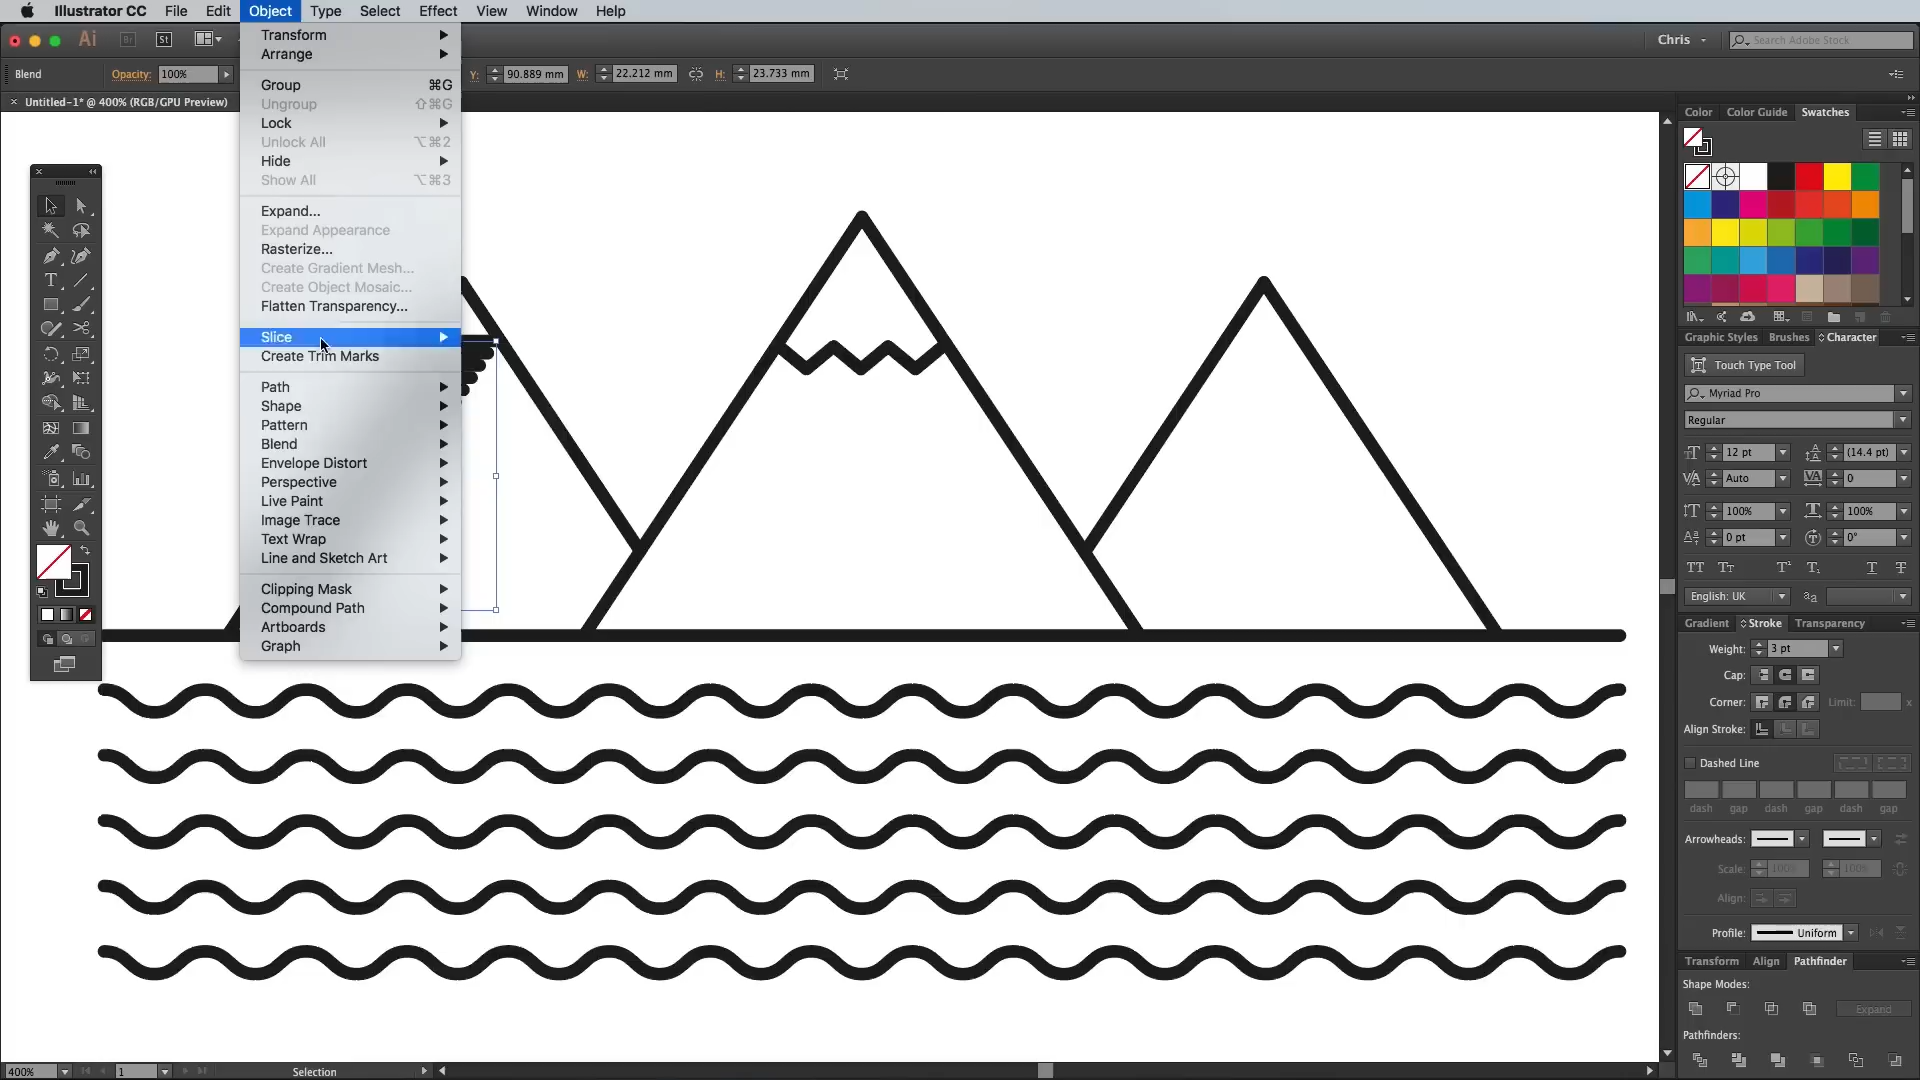 Illustrator CC File Edit Object Type Select Effect View Window Help
Ai Br St Chris Search Adobe Stock
Blend Opacity: 100% Y: 90.889 mm W: 22.212 mm H: 23.733 mm
Untitled-1* @ 400% (RGB/GPU Preview)
Transform
Arrange
Group ⌘G
Ungroup ⇧⌘G
Lock
Unlock All ⌥⌘2
Hide
Show All ⌥⌘3
Expand...
Expand Appearance
Rasterize...
Create Gradient Mesh...
Create Object Mosaic...
Flatten Transparency...
Slice
Create Trim Marks
Path
Shape
Pattern
Blend
Envelope Distort
Perspective
Live Paint
Image Trace
Text Wrap
Line and Sketch Art
Clipping Mask
Compound Path
Artboards
Graph
Color Color Guide Swatches
Graphic Styles Brushes Character
Touch Type Tool
Myriad Pro
Regular
12 pt (14.4 pt)
Auto 0
100% 100%
0 pt 0°
English: UK
Gradient Stroke Transparency
Weight: 3 pt
Cap:
Corner: Limit: x
Align Stroke:
Dashed Line
dash gap dash gap dash gap
Arrowheads:
Scale: 100% 100%
Align:
Profile: Uniform
Transform Align Pathfinder
Shape Modes:
Expand
Pathfinders:
400% 1 Selection